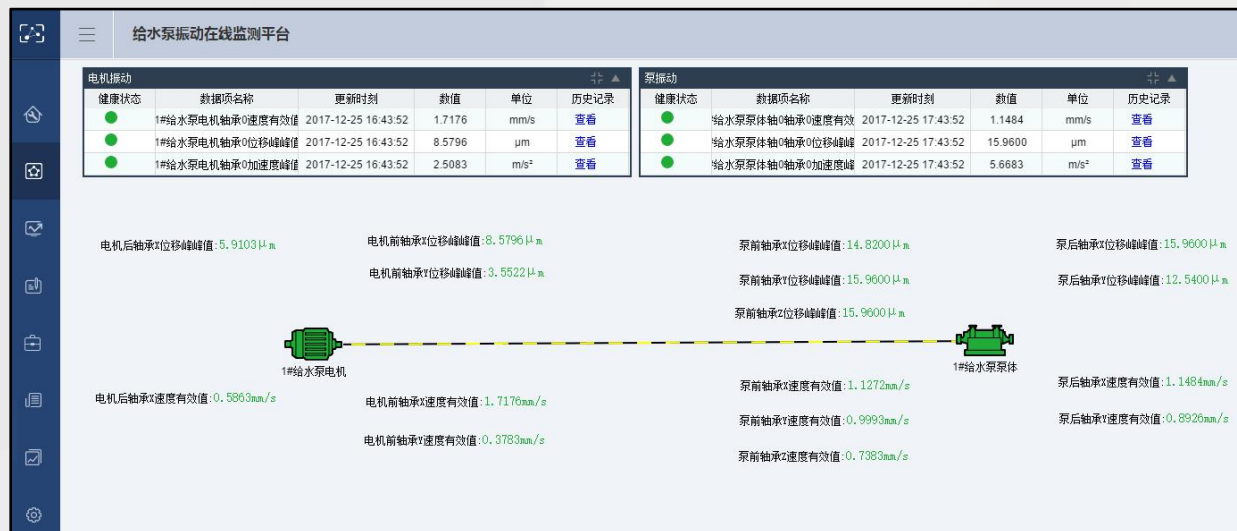 给水泵振动在线监测平台
电机振动
健康状态 数据项名称 更新时刻 数值 单位 历史记录
1#给水泵电机轴承0速度有效值 2017-12-25 16:43:52 1.7176 mm/s 查看
1#给水泵电机轴承0位移峰峰值 2017-12-25 16:43:52 8.5796 μm 查看
1#给水泵电机轴承0加速度峰值 2017-12-25 16:43:52 2.5083 m/s² 查看
泵振动
健康状态 数据项名称 更新时刻 数值 单位 历史记录
给水泵泵体轴0轴承0速度有效 2017-12-25 17:43:52 1.1484 mm/s 查看
给水泵泵体轴0轴承0位移峰峰 2017-12-25 17:43:52 15.9600 μm 查看
给水泵泵体轴0轴承0加速度峰 2017-12-25 17:43:52 5.6683 m/s² 查看
电机后轴承X位移峰峰值:5.9103μm
电机前轴承X位移峰峰值:8.5796μm
电机前轴承Y位移峰峰值:3.5522μm
泵前轴承X位移峰峰值:14.8200μm
泵前轴承Y位移峰峰值:15.9600μm
泵前轴承Z位移峰峰值:15.9600μm
泵后轴承X位移峰峰值:15.9600μm
泵后轴承Y位移峰峰值:12.5400μm
1#给水泵电机
1#给水泵泵体
电机后轴承X速度有效值:0.5863mm/s
电机前轴承X速度有效值:1.7176mm/s
电机前轴承Y速度有效值:0.3783mm/s
泵前轴承X速度有效值:1.1272mm/s
泵前轴承Y速度有效值:0.9993mm/s
泵前轴承Z速度有效值:0.7383mm/s
泵后轴承X速度有效值:1.1484mm/s
泵后轴承Y速度有效值:0.8926mm/s